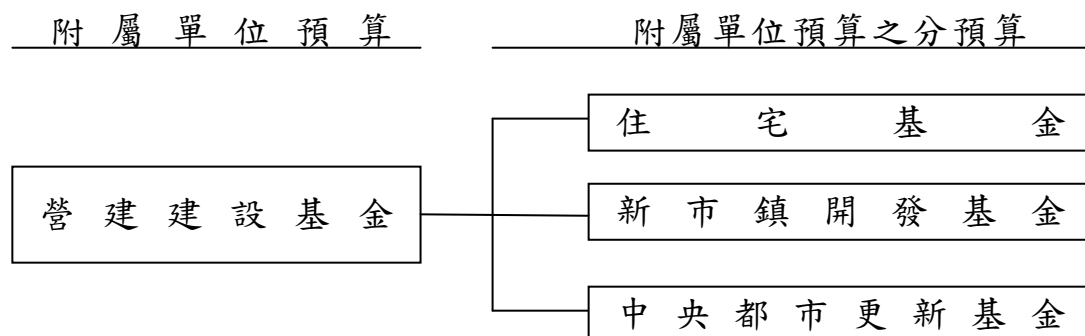 附屬單位預算
附屬單位預算之分預算
住宅基金
營建建設基金
新市鎮開發基金
中央都市更新基金